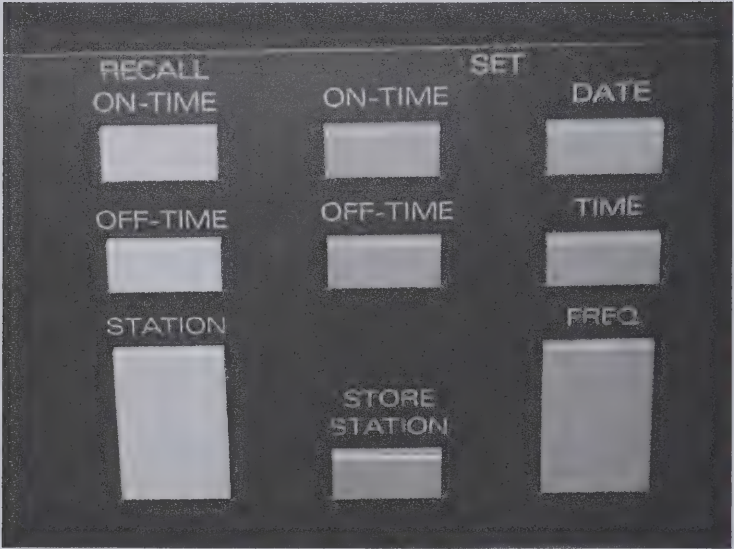 RECALL
SET
ON-TIME
ON-TIME
DATE
OFF-TIME
OFF-TIME
TIME
STATION
FREQ
STORE
STATION